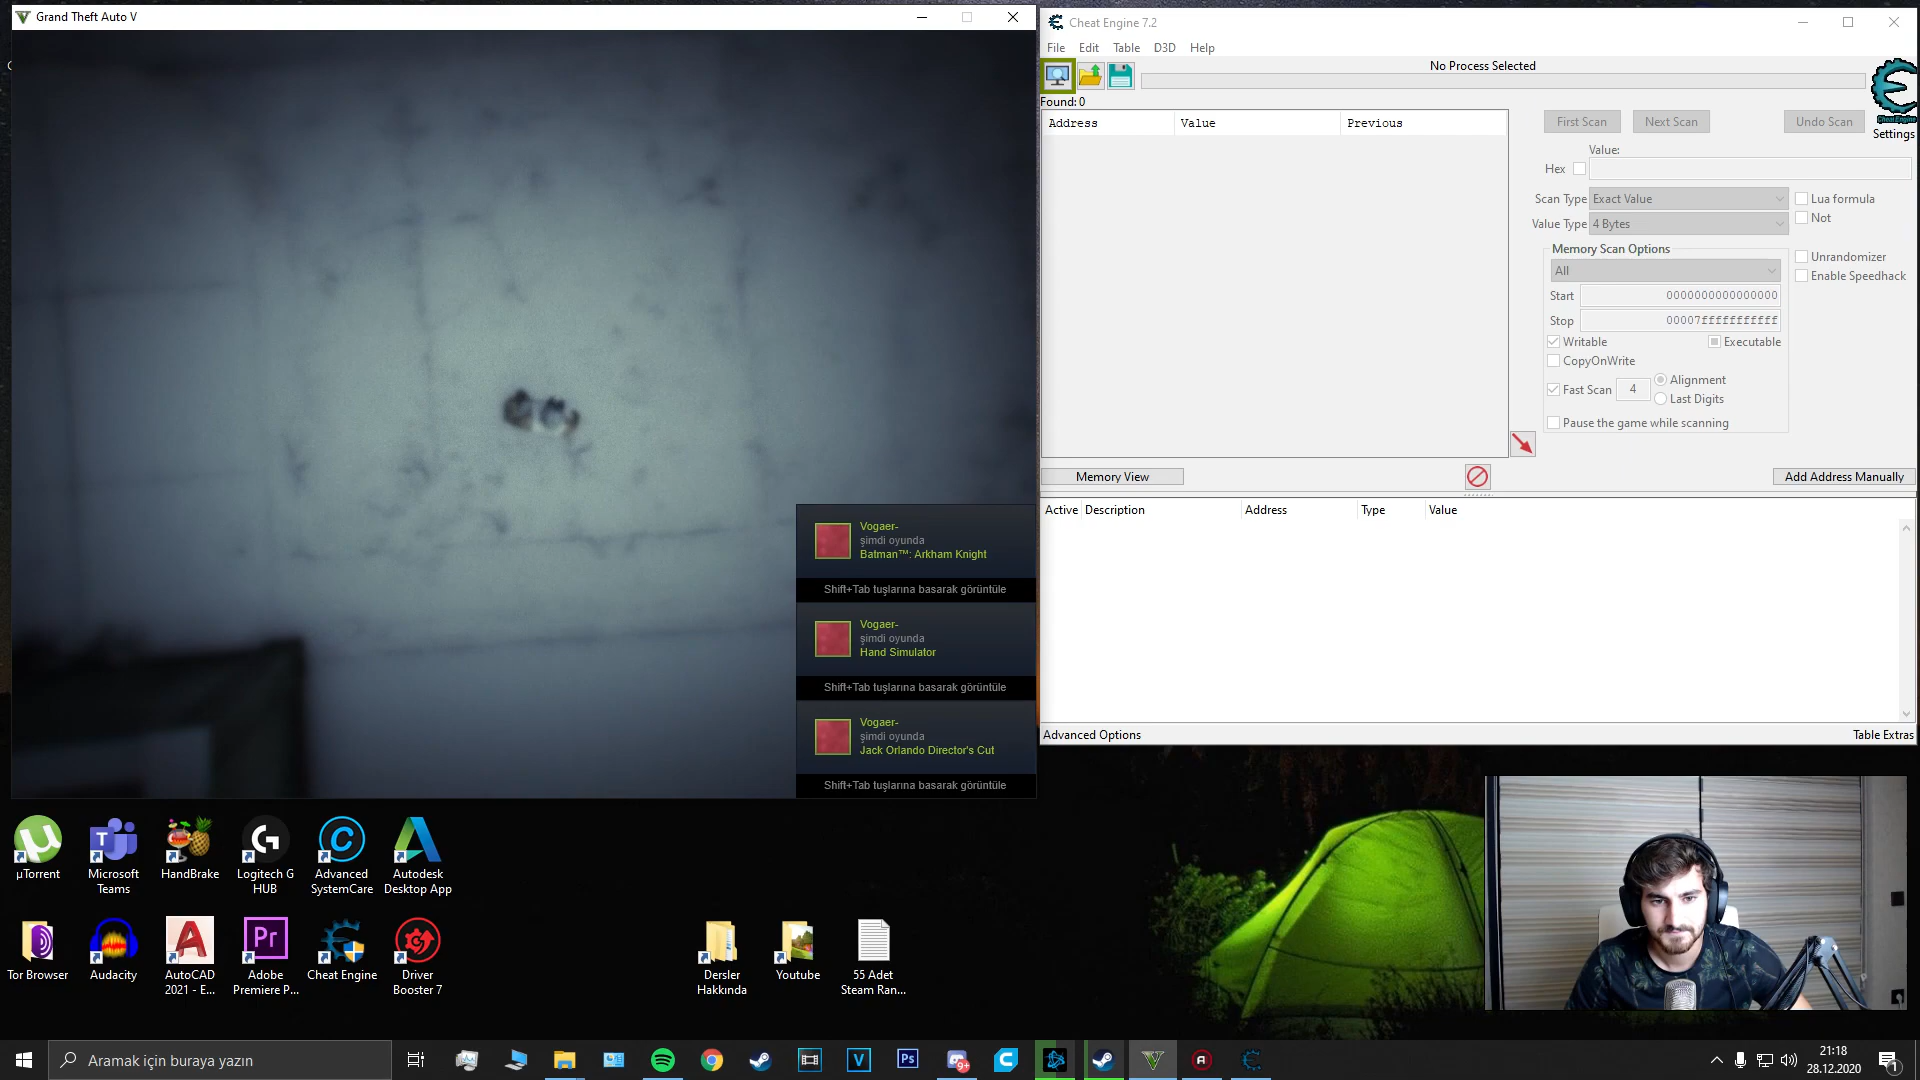 Grand Theft Auto V
Vogaer-
şimdi oyunda
Batman™: Arkham Knight
Shift+Tab tuşlarına basarak görüntüle
Vogaer-
şimdi oyunda
Hand Simulator
Shift+Tab tuşlarına basarak görüntüle
Vogaer-
şimdi oyunda
Jack Orlando Director's Cut
Shift+Tab tuşlarına basarak görüntüle
Cheat Engine 7.2
File Edit Table D3D Help
No Process Selected
Found: 0
Address Value Previous
First Scan Next Scan Undo Scan
Cheat Engine
Settings
Value:
Hex
Scan Type Exact Value Lua formula
Not
Value Type 4 Bytes
Memory Scan Options
All
Unrandomizer
Enable Speedhack
Start 0000000000000000
Stop 00007fffffffffff
Writable Executable
CopyOnWrite
Fast Scan 4 Alignment
Last Digits
Pause the game while scanning
Memory View Add Address Manually
Active Description Address Type Value
Advanced Options Table Extras
µTorrent
Microsoft Teams
HandBrake
Logitech G HUB
Advanced SystemCare
Autodesk Desktop App
Tor Browser
Audacity
AutoCAD 2021 - E...
Adobe Premiere P...
Cheat Engine
Driver Booster 7
Dersler Hakkında
Youtube
55 Adet Steam Ran...
Aramak için buraya yazın
21:18
28.12.2020